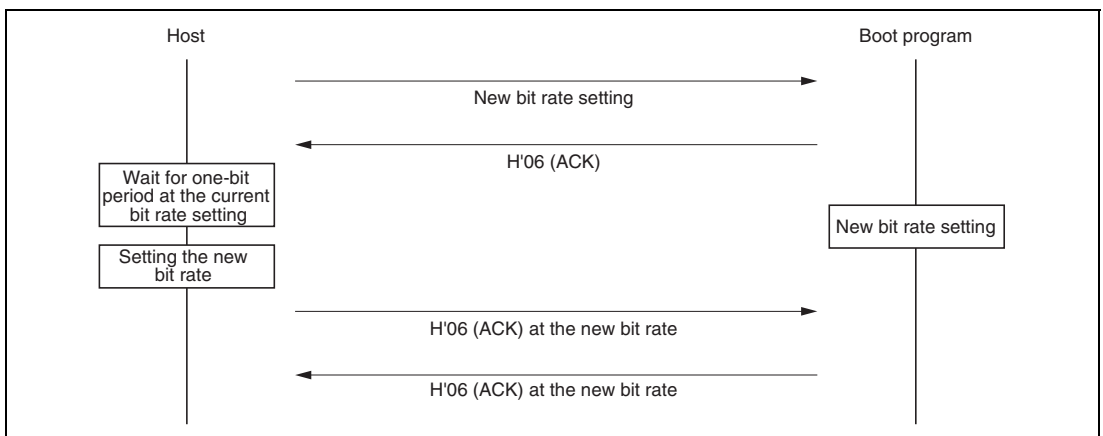 Host
Boot program
New bit rate setting
H'06 (ACK)
Wait for one-bit
period at the current
bit rate setting
New bit rate setting
Setting the new
bit rate
H'06 (ACK) at the new bit rate
H'06 (ACK) at the new bit rate